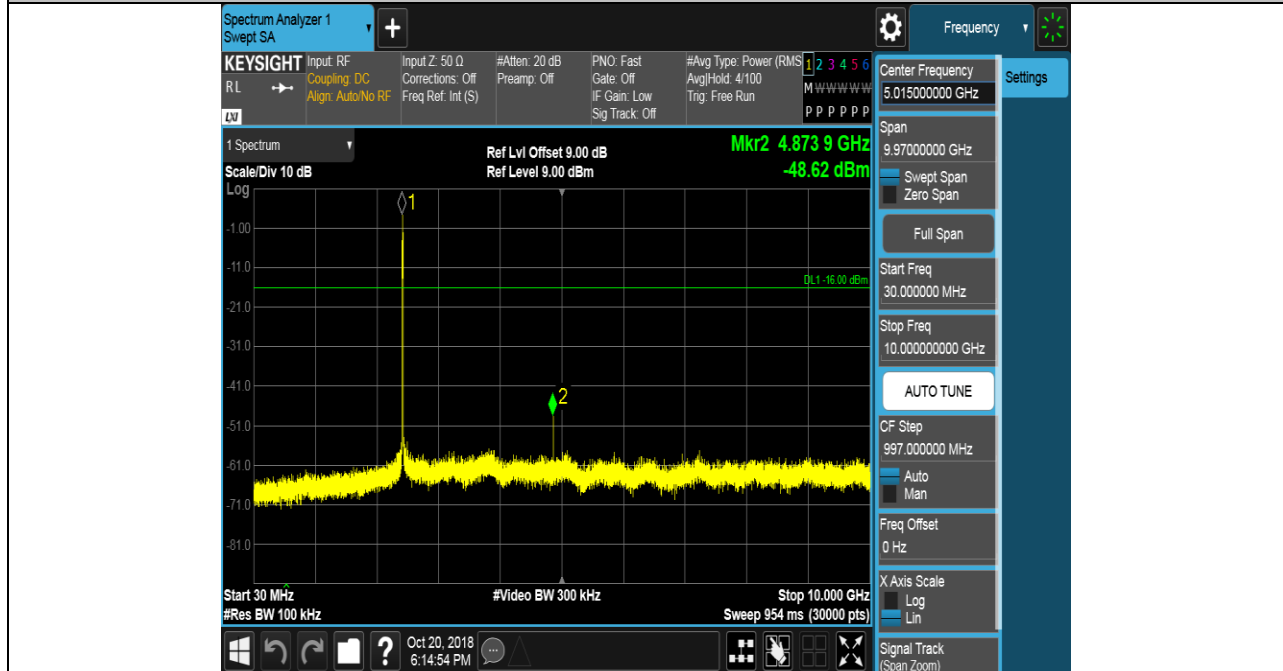 Spectrum Analyzer 1
Swept SA
+
Frequency
KEYSIGHT
RL
LXI
Input: RF
Coupling: DC
Align: Auto/No RF
Input Z: 50 Ω
Corrections: Off
Freq Ref: Int (S)
#Atten: 20 dB
Preamp: Off
PNO: Fast
Gate: Off
IF Gain: Low
Sig Track: Off
#Avg Type: Power (RMS
Avg|Hold: 4/100
Trig: Free Run
1 2 3 4 5 6
M W W W W W
P P P P P P
1 Spectrum
Scale/Div 10 dB
Ref Lvl Offset 9.00 dB
Ref Level 9.00 dBm
Mkr2 4.873 9 GHz
-48.62 dBm
Log
1
-1.00
-11.0
DL1 -16.00 dBm
-21.0
-31.0
-41.0
2
-51.0
-61.0
-71.0
-81.0
Start 30 MHz
#Res BW 100 kHz
#Video BW 300 kHz
Stop 10.000 GHz
Sweep 954 ms (30000 pts)
?
Oct 20, 2018
6:14:54 PM
Center Frequency
5.015000000 GHz
Settings
Span
9.97000000 GHz
Swept Span
Zero Span
Full Span
Start Freq
30.000000 MHz
Stop Freq
10.000000000 GHz
AUTO TUNE
CF Step
997.000000 MHz
Auto
Man
Freq Offset
0 Hz
X Axis Scale
Log
Lin
Signal Track
(Span Zoom)